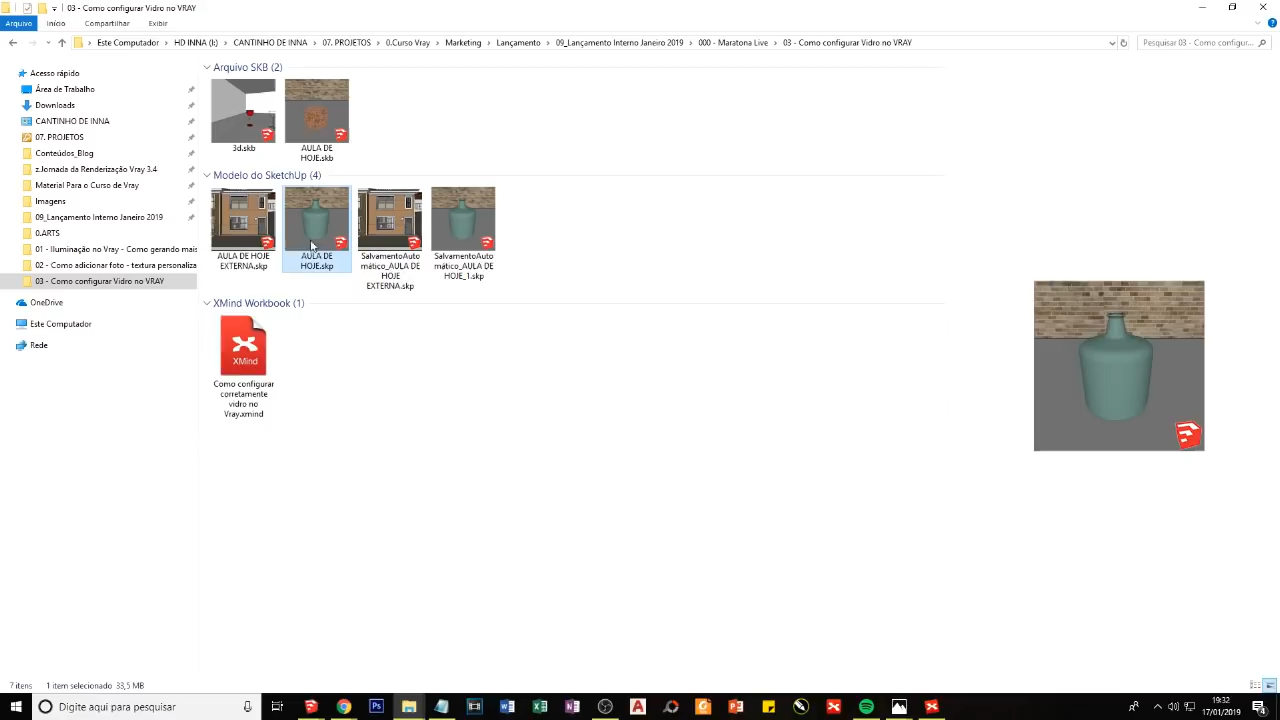 03 - Como configurar Vidro no VRAY
Arquivo
Início
Compartilhar
Exibir
Este Computador
HD INNA (I:)
CANTINHO DE INNA
07. PROJETOS
0.Curso Vray
Marketing
Lançamento
09_Lançamento Interno Janeiro 2019
000 - Maratona Live
03 - Como configurar Vidro no VRAY
Pesquisar 03 - Como configur...
Acesso rápido
Área de Trabalho
Downloads
CANTINHO DE INNA
07. PROJETOS
Conteúdos_Blog
z.Jornada da Renderização Vray 3.4
Material Para o Curso de Vray
Imagens
09_Lançamento Interno Janeiro 2019
0.ARTS
01 - Iluminação no Vray - Como gerando mais
02 - Como adicionar foto - textura personaliza
03 - Como configurar Vidro no VRAY
OneDrive
Este Computador
Rede
Arquivo SKB (2)
3d.skb
AULA DE
HOJE.skb
Modelo do SketchUp (4)
AULA DE HOJE
EXTERNA.skp
AULA DE
HOJE.skp
SalvamentoAuto
mático_AULA DE
HOJE
EXTERNA.skp
SalvamentoAuto
mático_AULA DE
HOJE_1.skp
XMind Workbook (1)
XMind
Como configurar
corretamente
vidro no
Vray.xmind
7 itens
1 item selecionado 33,5 MB
Digite aqui para pesquisar
19:32
17/01/2019